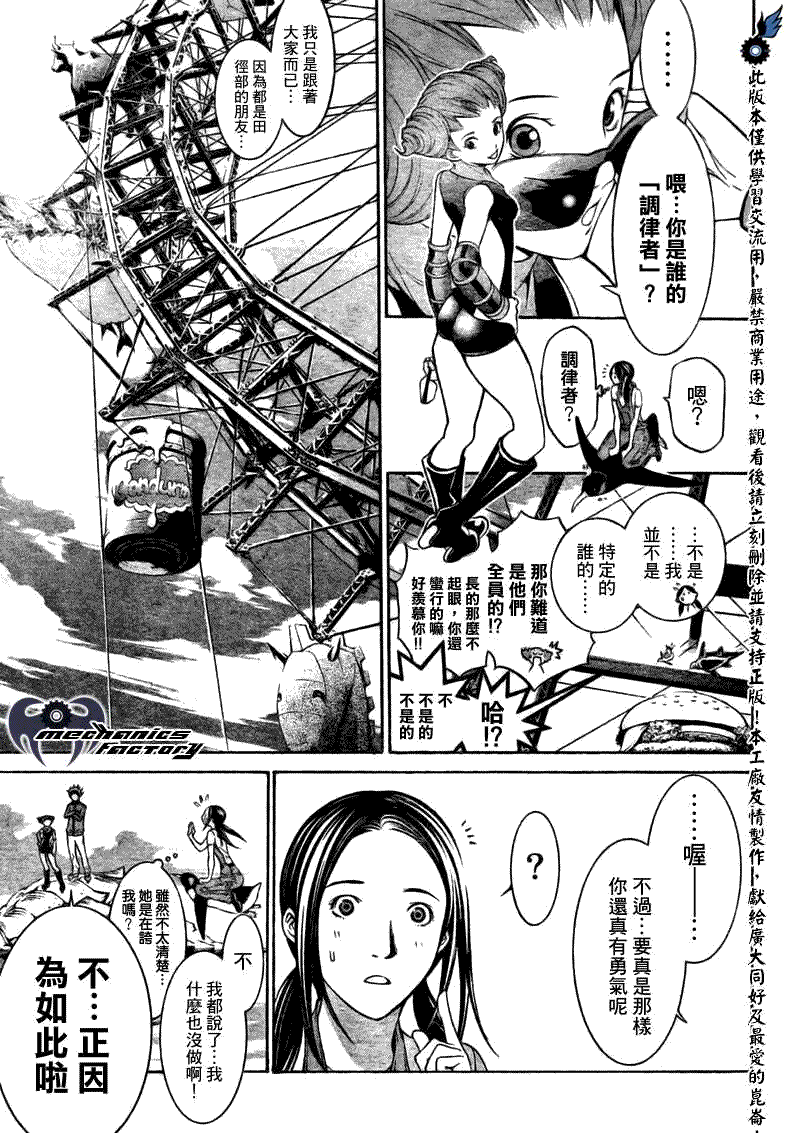 ……
喂…你是誰的
「調律者」？
嗯？
調律者？
…不是
……我
並不是
特定的
誰的……
那你難道
是他們
全員的!?
長的那麼不
起眼，你還
蠻行的嘛
好羨慕你!!
哈!?
不
不是的
不是的
我只是跟著
大家而已…
因為都是田
徑部的朋友…
mechanics
factory
……喔——
不過…要真是那樣
你還真有勇氣呢
？
不
我都說了…我
什麼也沒做啊！
雖然不太清楚…
她是在誇
我嗎？
不…正因
為如此啦
此版本僅供學習交流用，嚴禁商業用途，觀看後請立刻刪除並請支持正版！本工廠友情製作，獻給廣大同好及最愛的崑崙